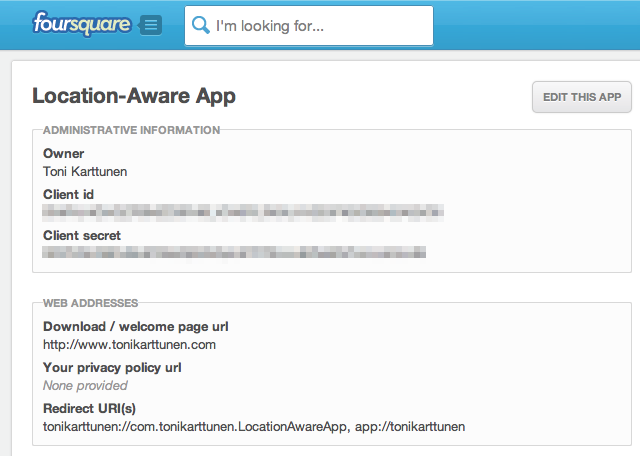 foursquare
I'm looking for...
Location-Aware App
EDIT THIS APP
ADMINISTRATIVE INFORMATION
Owner
Toni Karttunen
Client id
Client secret
WEB ADDRESSES
Download / welcome page url
http://www.tonikarttunen.com
Your privacy policy url
None provided
Redirect URI(s)
tonikarttunen://com.tonikarttunen.LocationAwareApp, app://tonikarttunen